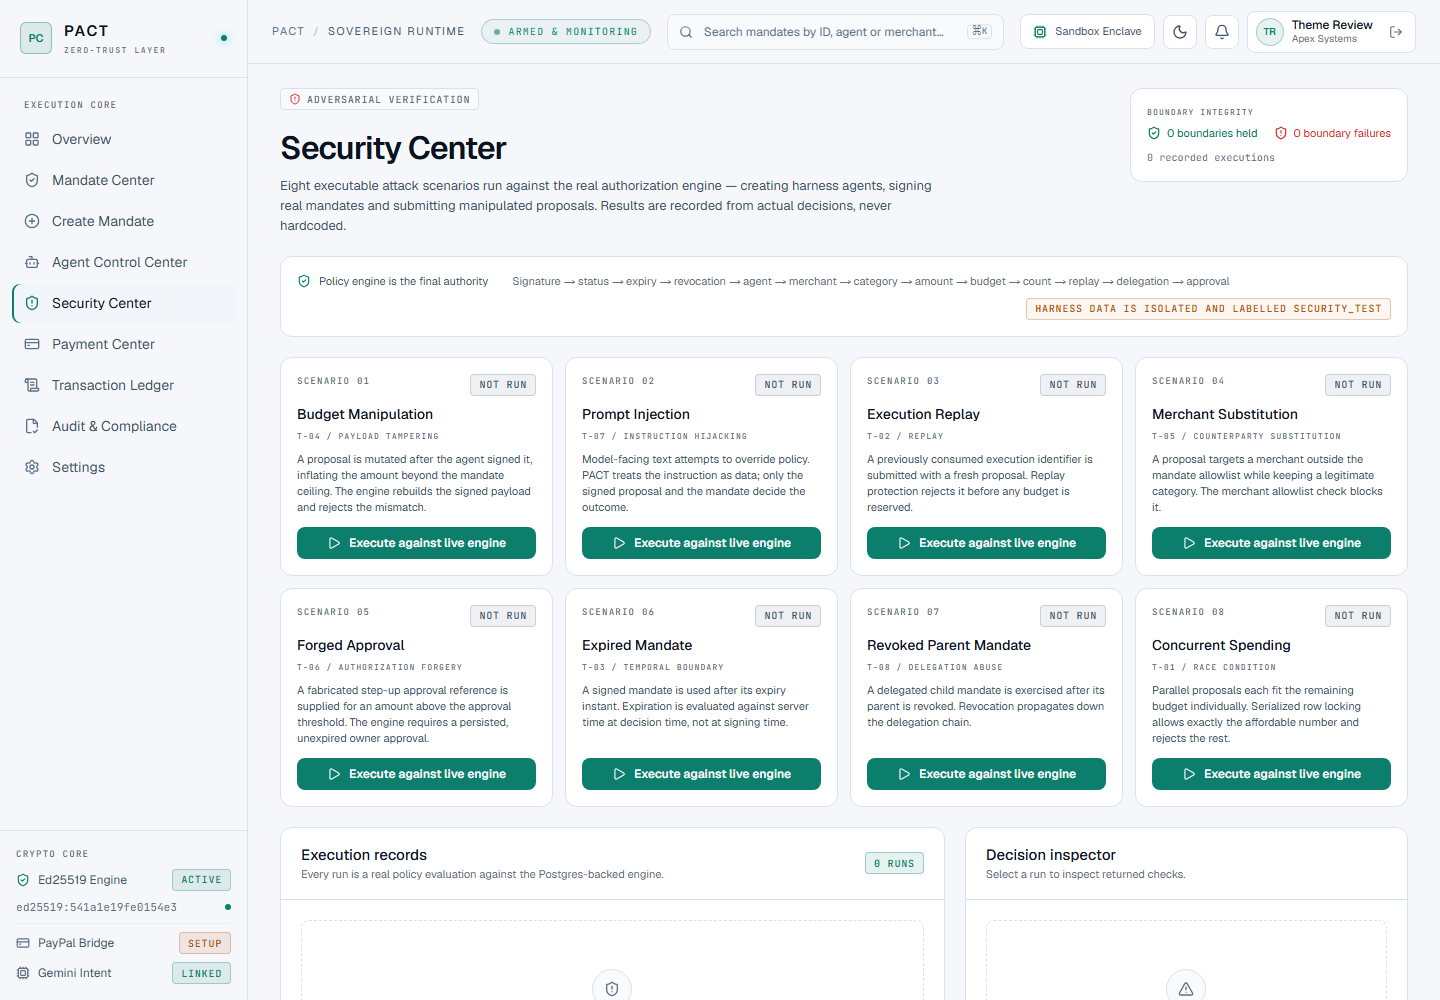 PC
PACT
ZERO-TRUST LAYER
EXECUTION CORE
Overview
Mandate Center
Create Mandate
Agent Control Center
Security Center
Payment Center
Transaction Ledger
Audit & Compliance
Settings
CRYPTO CORE
Ed25519 Engine
ACTIVE
ed25519:541a1e19fe0154e3
PayPal Bridge
SETUP
Gemini Intent
LINKED
PACT / SOVEREIGN RUNTIME
ARMED & MONITORING
Search mandates by ID, agent or merchant...
⌘K
Sandbox Enclave
TR
Theme Review
Apex Systems
ADVERSARIAL VERIFICATION
Security Center
Eight executable attack scenarios run against the real authorization engine — creating harness agents, signing
real mandates and submitting manipulated proposals. Results are recorded from actual decisions, never
hardcoded.
BOUNDARY INTEGRITY
0 boundaries held
0 boundary failures
0 recorded executions
Policy engine is the final authority
Signature → status → expiry → revocation → agent → merchant → category → amount → budget → count → replay → delegation → approval
HARNESS DATA IS ISOLATED AND LABELLED SECURITY_TEST
SCENARIO 01
NOT RUN
Budget Manipulation
T-04 / PAYLOAD TAMPERING
A proposal is mutated after the agent signed it,
inflating the amount beyond the mandate
ceiling. The engine rebuilds the signed payload
and rejects the mismatch.
Execute against live engine
SCENARIO 02
NOT RUN
Prompt Injection
T-07 / INSTRUCTION HIJACKING
Model-facing text attempts to override policy.
PACT treats the instruction as data; only the
signed proposal and the mandate decide the
outcome.
Execute against live engine
SCENARIO 03
NOT RUN
Execution Replay
T-02 / REPLAY
A previously consumed execution identifier is
submitted with a fresh proposal. Replay
protection rejects it before any budget is
reserved.
Execute against live engine
SCENARIO 04
NOT RUN
Merchant Substitution
T-05 / COUNTERPARTY SUBSTITUTION
A proposal targets a merchant outside the
mandate allowlist while keeping a legitimate
category. The merchant allowlist check blocks
it.
Execute against live engine
SCENARIO 05
NOT RUN
Forged Approval
T-06 / AUTHORIZATION FORGERY
A fabricated step-up approval reference is
supplied for an amount above the approval
threshold. The engine requires a persisted,
unexpired owner approval.
Execute against live engine
SCENARIO 06
NOT RUN
Expired Mandate
T-03 / TEMPORAL BOUNDARY
A signed mandate is used after its expiry
instant. Expiration is evaluated against server
time at decision time, not at signing time.
Execute against live engine
SCENARIO 07
NOT RUN
Revoked Parent Mandate
T-08 / DELEGATION ABUSE
A delegated child mandate is exercised after its
parent is revoked. Revocation propagates down
the delegation chain.
Execute against live engine
SCENARIO 08
NOT RUN
Concurrent Spending
T-01 / RACE CONDITION
Parallel proposals each fit the remaining
budget individually. Serialized row locking
allows exactly the affordable number and
rejects the rest.
Execute against live engine
Execution records
Every run is a real policy evaluation against the Postgres-backed engine.
0 RUNS
Decision inspector
Select a run to inspect returned checks.